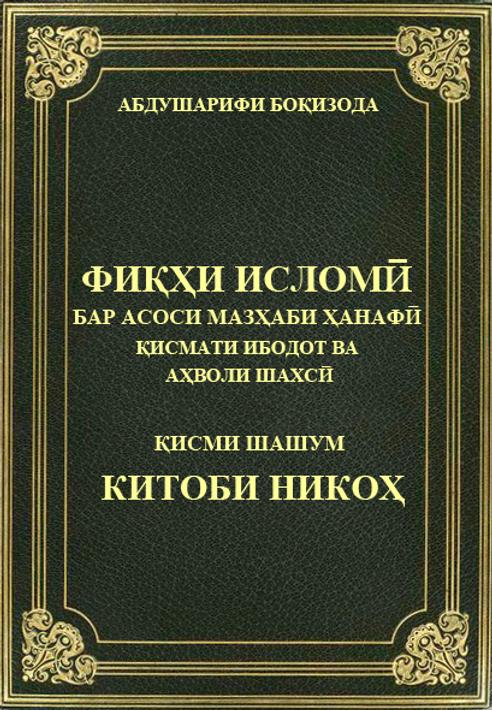 АБДУШАРИФИ БОҚИЗОДА
ФИҚҲИ ИСЛОМӢ
БАР АСОСИ МАЗҲАБИ ҲАНАФӢ
ҚИСМАТИ ИБОДОТ ВА
АҲВОЛИ ШАХСӢ
ҚИСМИ ШАШУМ
КИТОБИ НИКОҲ